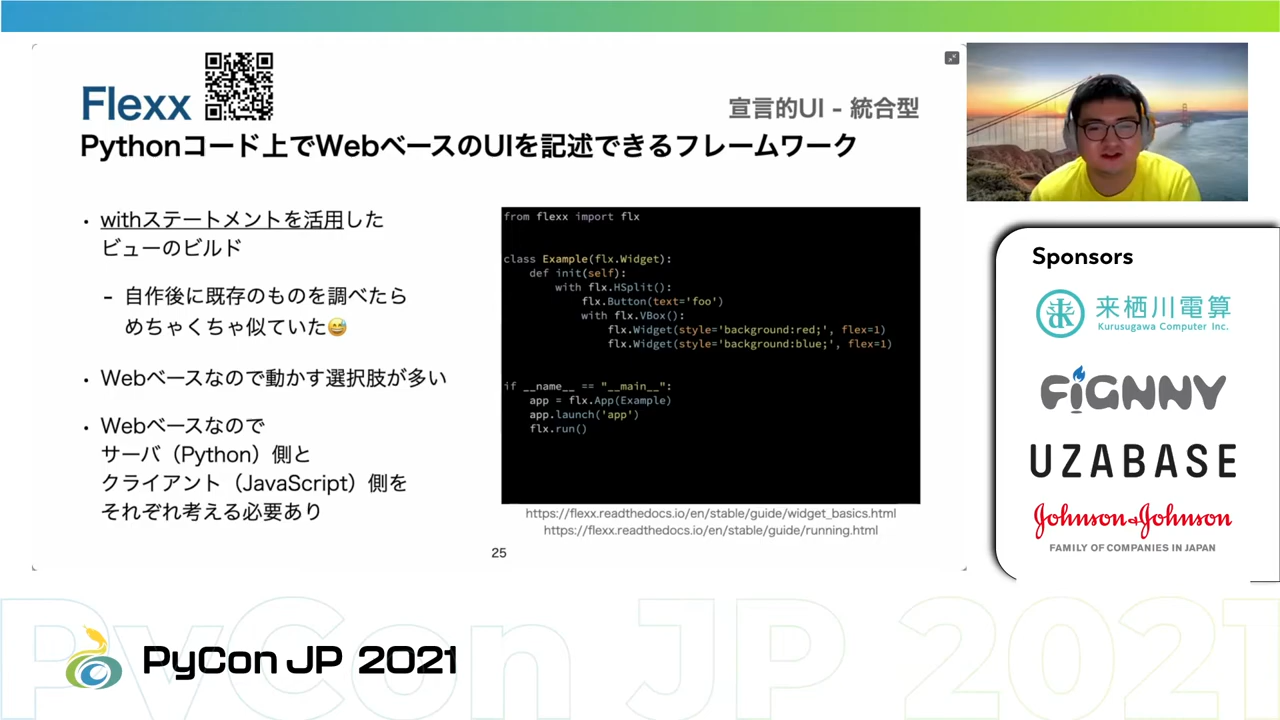 Flexx
宣言的UI - 統合型
Pythonコード上でWebベースのUIを記述できるフレームワーク
・withステートメントを活用した
ビューのビルド
- 自作後に既存のものを調べたら
めちゃくちゃ似ていた😅
・Webベースなので動かす選択肢が多い
・Webベースなので
サーバ（Python）側と
クライアント（JavaScript）側を
それぞれ考える必要あり
from flexx import flx
class Example(flx.Widget):
def init(self):
with flx.HSplit():
flx.Button(text='foo')
with flx.VBox():
flx.Widget(style='background:red;', flex=1)
flx.Widget(style='background:blue;', flex=1)
if __name__ == "__main__":
app = flx.App(Example)
app.launch('app')
flx.run()
https://flexx.readthedocs.io/en/stable/guide/widget_basics.html
https://flexx.readthedocs.io/en/stable/guide/running.html
25
Sponsors
来栖川電算
Kurusugawa Computer Inc.
FiGNNY
UZABASE
Johnson&Johnson
FAMILY OF COMPANIES IN JAPAN
PyCon JP 2021
PyCon JP 2021